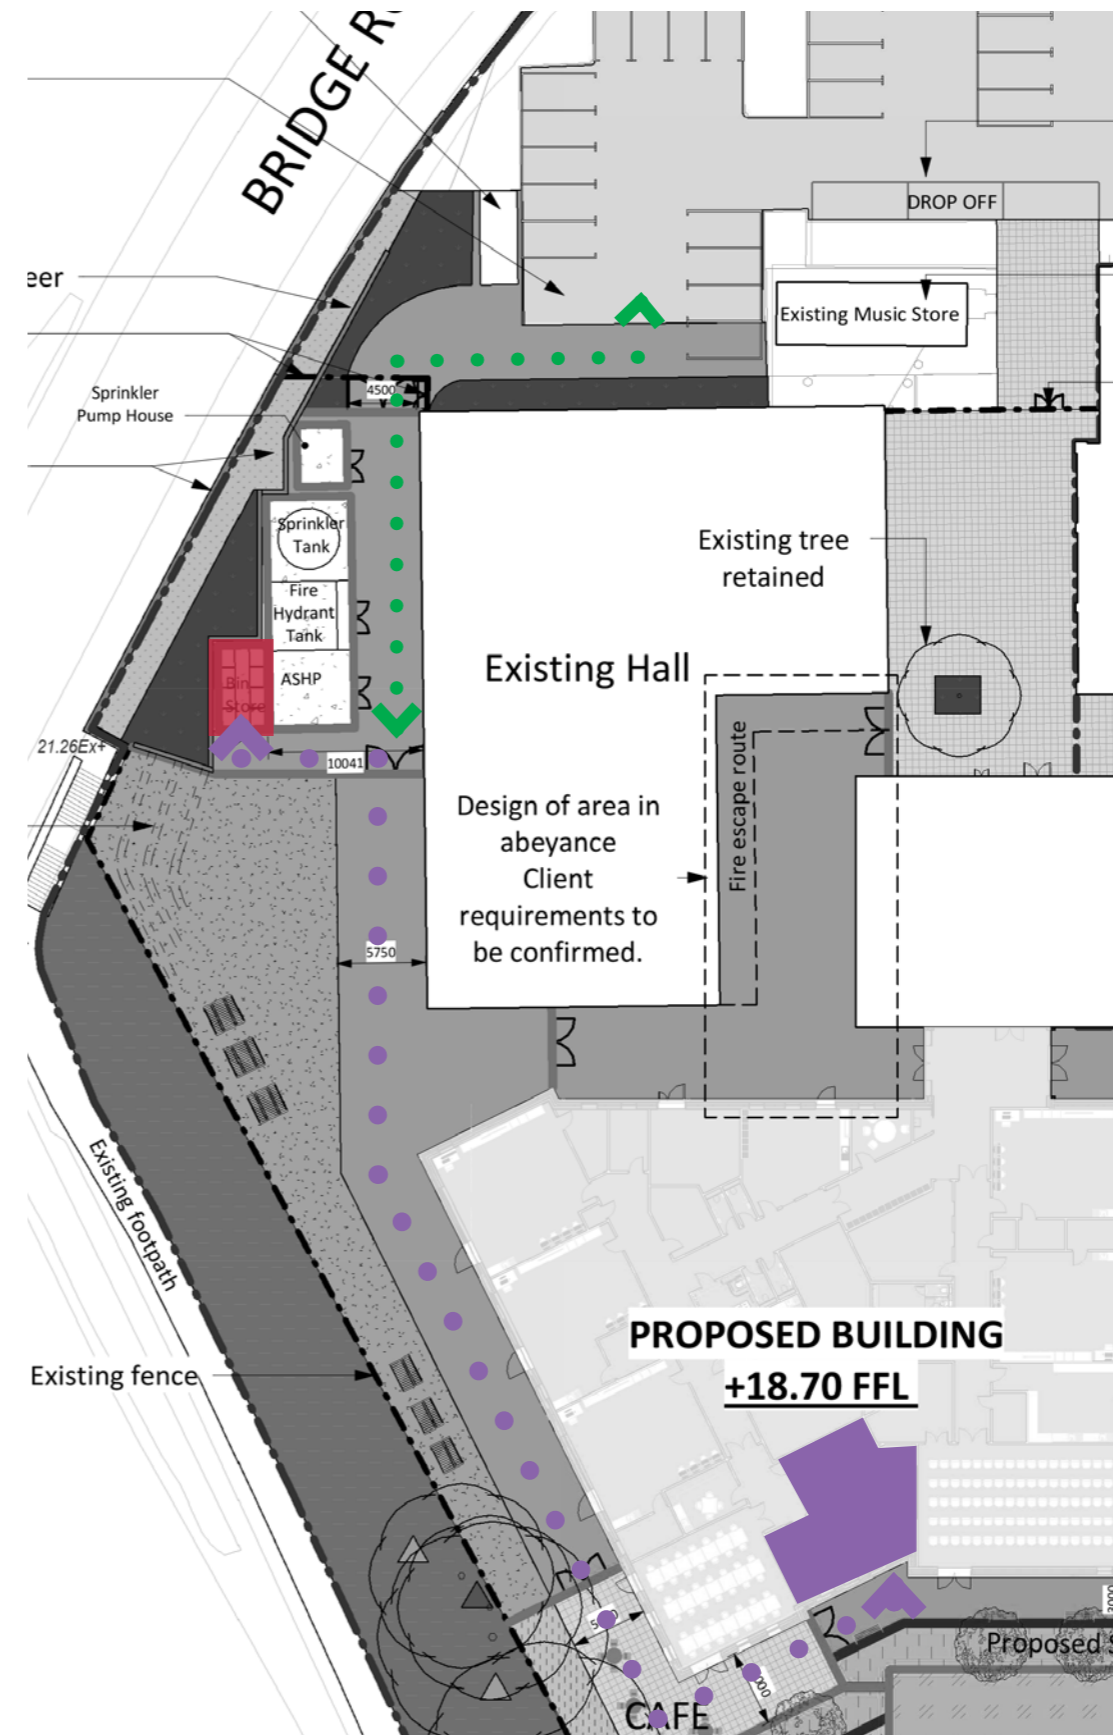 BRIDGE
DROP OFF
eer
Existing Music Store
4500
Sprinkler
Pump House
Sprinkler
Tank
Fire
Hydrant
Tank
ASHP
Bin
Store
Existing tree
retained
Existing Hall
21.26Ex+
10041
Fire escape route
Design of area in
abeyance
Client
requirements to
be confirmed.
5750
Existing footpath
PROPOSED BUILDING
+18.70 FFL
Existing fence
Proposed
CAFE